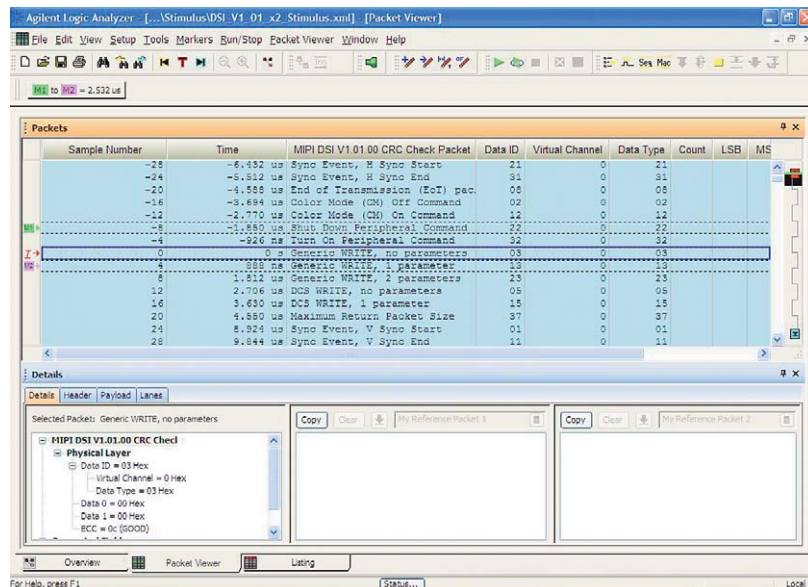 Agilent Logic Analyzer - [...\Stimulus\DSI_V1_01_x2_Stimulus.xml] - [Packet Viewer]
File Edit View Setup Tools Markers Run/Stop Packet Viewer Window Help
Seq Mac
M1 to M2 = 2.532 us
Packets
Sample Number Time MIPI DSI V1.01.00 CRC Check Packet Data ID Virtual Channel Data Type Count LSB MS
-28 -6.432 us Sync Event, H Sync Start 21 0 21
-24 -5.512 us Sync Event, H Sync End 31 0 31
-20 -4.588 us End of Transmission (EoT) pac. 08 0 08
-16 -3.694 us Color Mode (CM) Off Command 02 0 02
-12 -2.770 us Color Mode (CM) On Command 12 0 12
M1 -8 -1.850 us Shut Down Peripheral Command 22 0 22
-4 -926 ns Turn On Peripheral Command 32 0 32
T 0 0 s Generic WRITE, no parameters 03 0 03
M2 4 888 ns Generic WRITE, 1 parameter 13 0 13
8 1.812 us Generic WRITE, 2 parameters 23 0 23
12 2.706 us DCS WRITE, no parameters 05 0 05
16 3.630 us DCS WRITE, 1 parameter 15 0 15
20 4.550 us Maximum Return Packet Size 37 0 37
24 8.924 us Sync Event, V Sync Start 01 0 01
28 9.844 us Sync Event, V Sync End 11 0 11
Details
Details Header Payload Lanes
Selected Packet: Generic WRITE, no parameters
Copy Clear My Reference Packet 1
Copy Clear My Reference Packet 2
MIPI DSI V1.01.00 CRC Checl
Physical Layer
Data ID = 03 Hex
Virtual Channel = 0 Hex
Data Type = 03 Hex
Data 0 = 00 Hex
Data 1 = 00 Hex
ECC = 0c (GOOD)
Overview Packet Viewer Listing
For Help, press F1 Status... Local